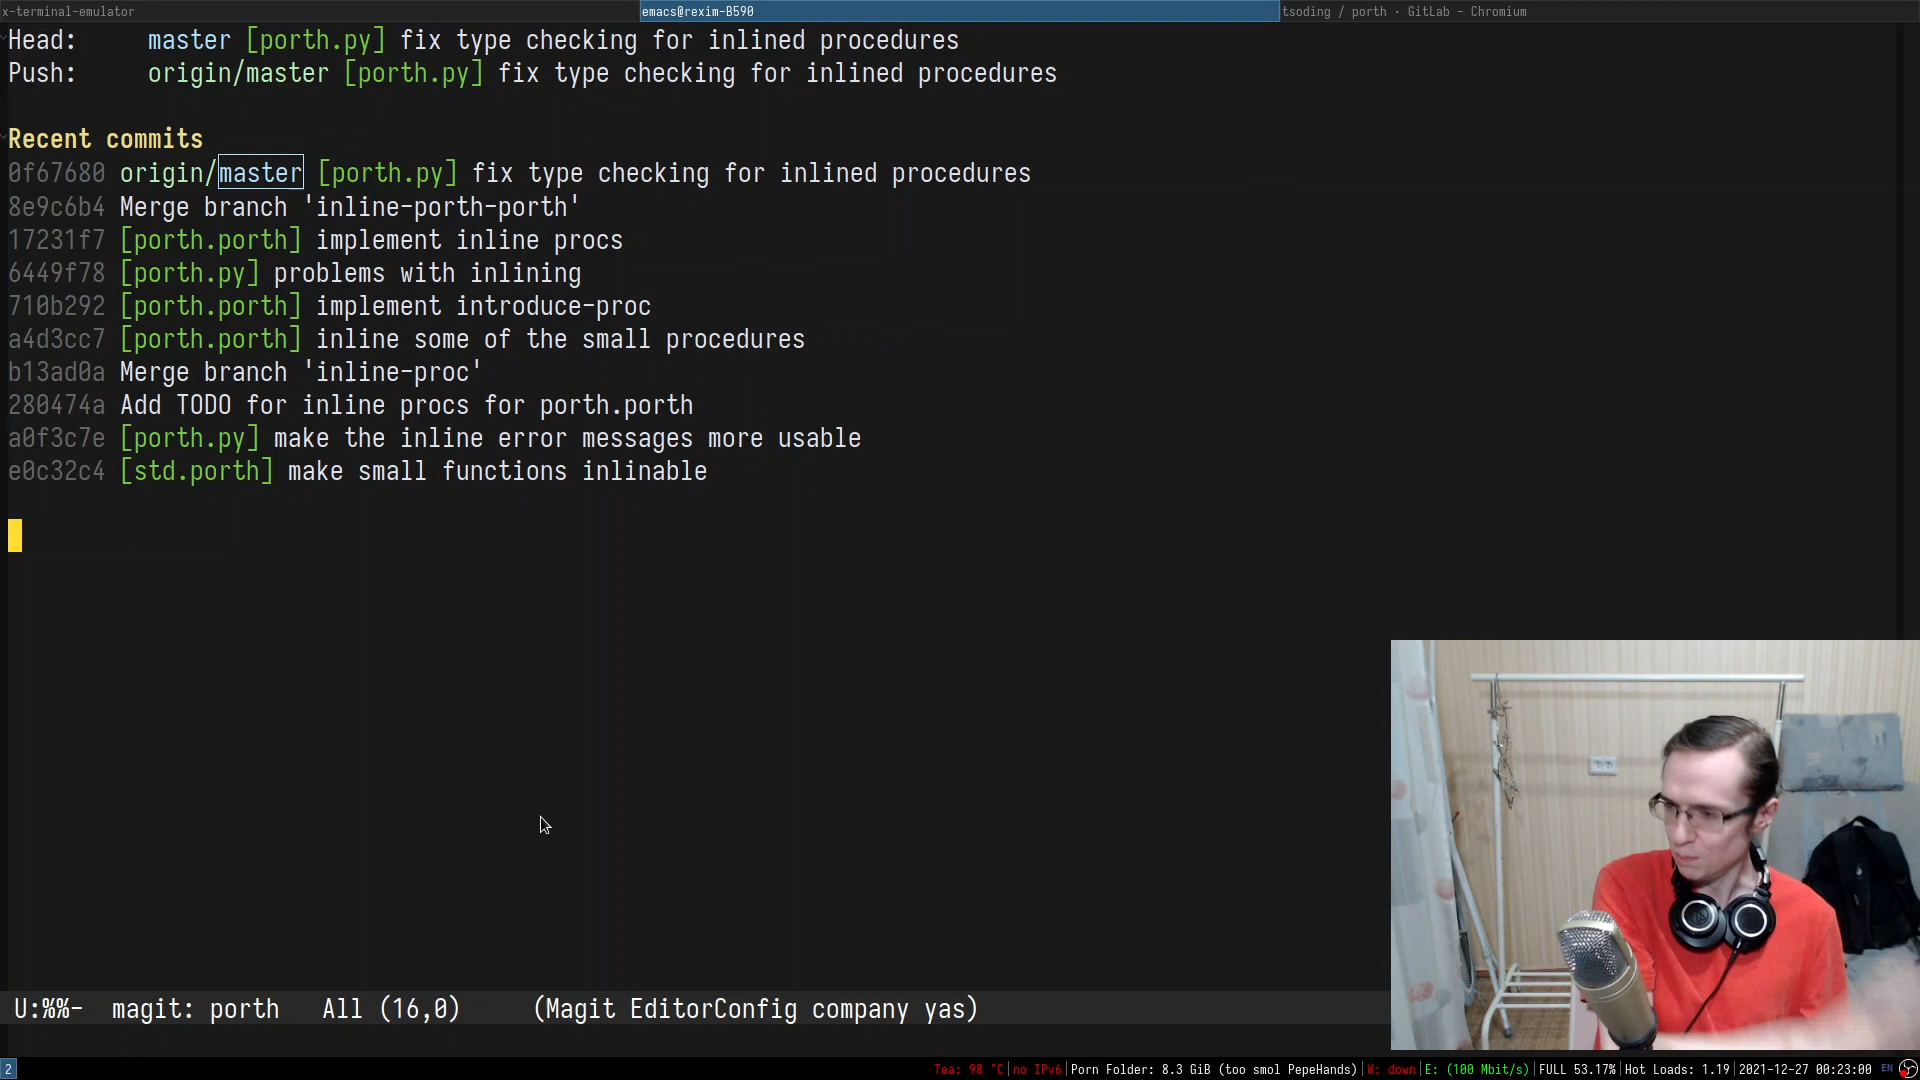 x-terminal-emulator
emacs@rexim-B590
tsoding / porth · GitLab - Chromium
Head:     master [porth.py] fix type checking for inlined procedures
Push:     origin/master [porth.py] fix type checking for inlined procedures
Recent commits
0f67680 origin/master [porth.py] fix type checking for inlined procedures
8e9c6b4 Merge branch 'inline-porth-porth'
17231f7 [porth.porth] implement inline procs
6449f78 [porth.py] problems with inlining
710b292 [porth.porth] implement introduce-proc
a4d3cc7 [porth.porth] inline some of the small procedures
b13ad0a Merge branch 'inline-proc'
280474a Add TODO for inline procs for porth.porth
a0f3c7e [porth.py] make the inline error messages more usable
e0c32c4 [std.porth] make small functions inlinable
U:%%-  magit: porth   All (16,0)     (Magit EditorConfig company yas)
2
Tea: 98 °C|no IPv6|Porn Folder: 8.3 GiB (too smol PepeHands)|W: down|E: (100 Mbit/s)|FULL 53.17%|Hot Loads: 1.19|2021-12-27 00:23:00 EN